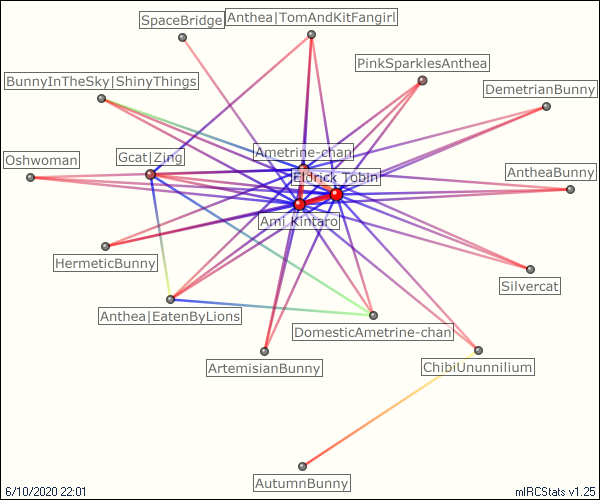 SpaceBridge
Anthea|TomAndKitFangirl
PinkSparklesAnthea
BunnyInTheSky|ShinyThings
DemetrianBunny
Ametrine-chan
Oshwoman
Gcat|Zing
Eldrick_Tobin
AntheaBunny
Ami_Kintaro
HermeticBunny
Silvercat
Anthea|EatenByLions
DomesticAmetrine-chan
ArtemisianBunny
ChibiUnunnilium
AutumnBunny
6/10/2020 22:01
mIRCStats v1.25